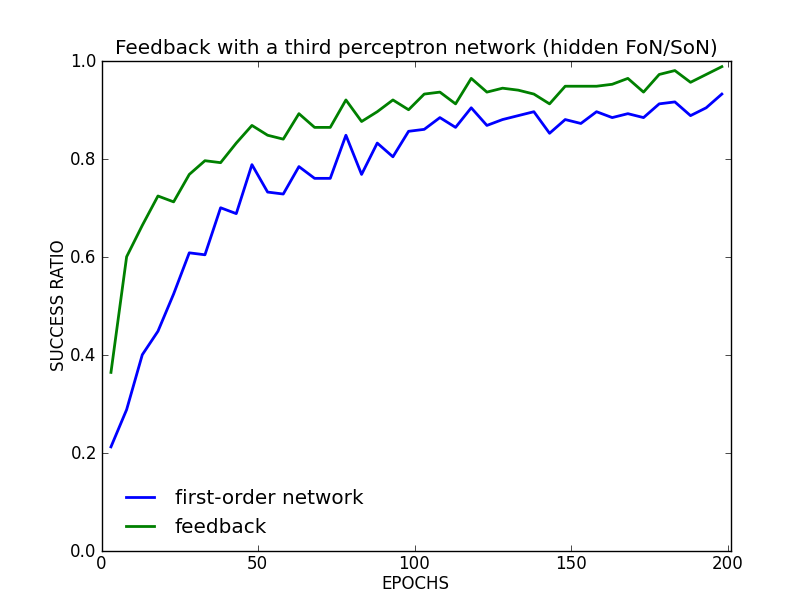 Feedback with a third perceptron network (hidden FoN/SoN)
1.0
0.8
0.6
0.4
0.2
0.0
SUCCESS RATIO
first-order network
feedback
0 50 100 150 200
EPOCHS